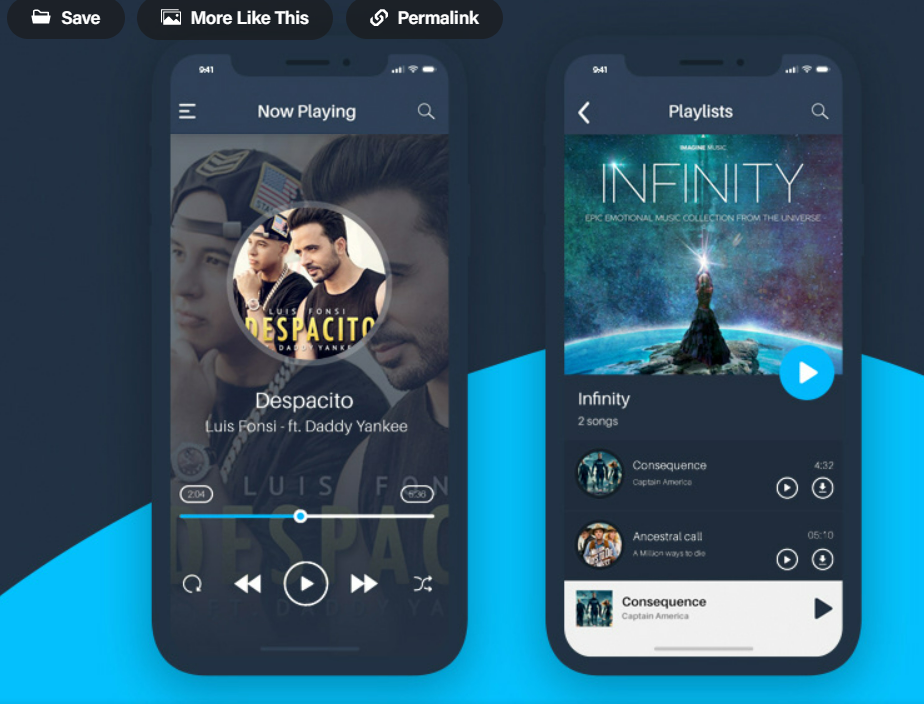 Save
More Like This
Permalink
9:41
Now Playing
LUIS FONSI
DESPACITO
DADDY YANKE
Despacito
Luis Fonsi - ft. Daddy Yankee
2:04
LUIS FON
DESPAC
DADDY YA
9:41
Playlists
IMAGINE MUSIC
INFINITY
EPIC EMOTIONAL MUSIC COLLECTION FROM THE UNIVERSE
Infinity
2 songs
Consequence
4:32
Captain America
Ancestral call
05:10
A Million ways to die
Consequence
Captain America